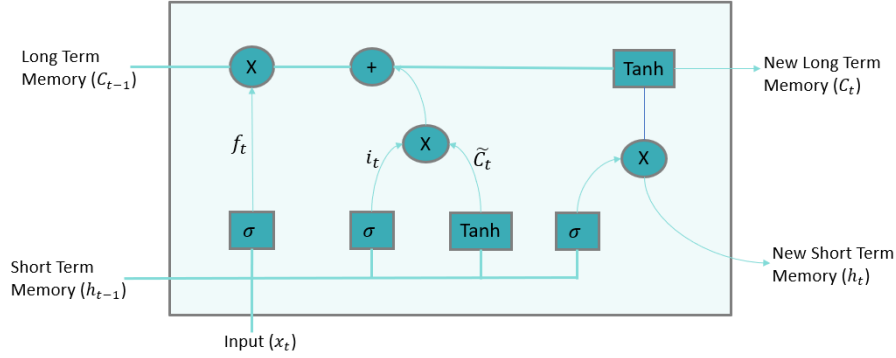 Long Term
Memory (C_{t−1})
X
+
Tanh
New Long Term
Memory (C_t)
f_t
i_t
X
C̃_t
X
σ
σ
Tanh
σ
Short Term
Memory (h_{t−1})
New Short Term
Memory (h_t)
Input (x_t)